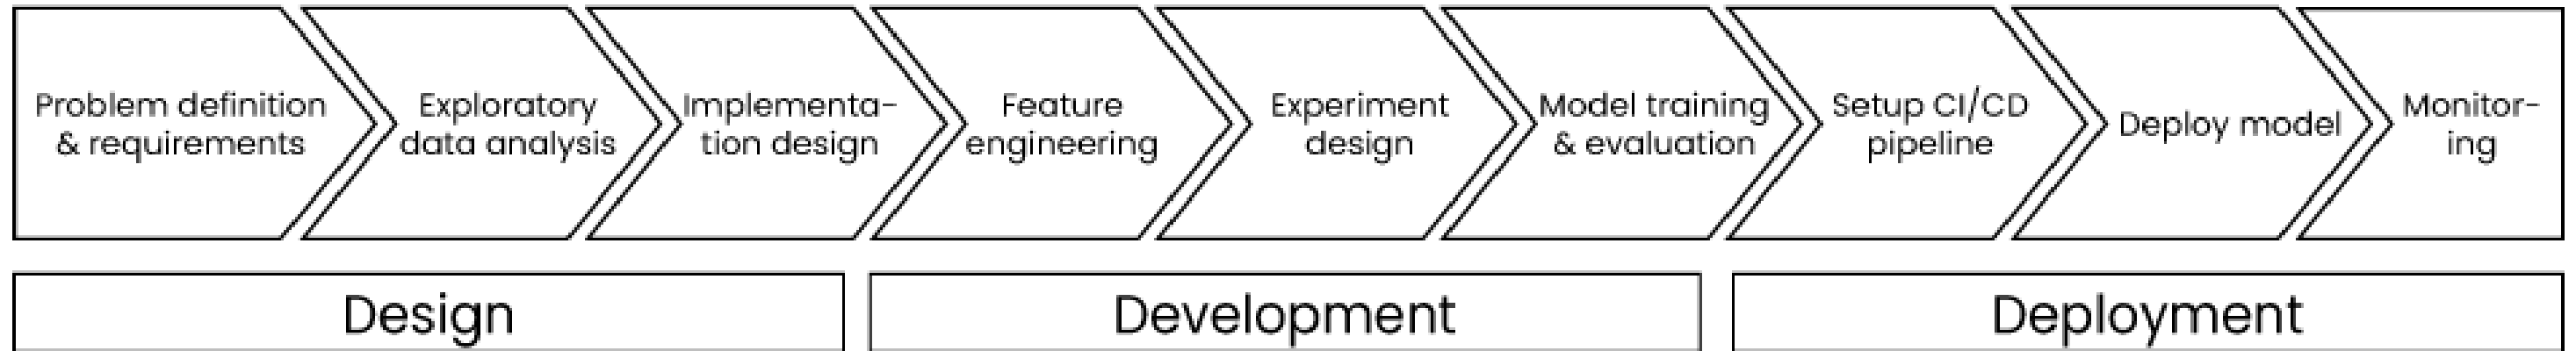 Problem definition
& requirements
Exploratory
data analysis
Implementa-
tion design
Feature
engineering
Experiment
design
Model training
& evaluation
Setup CI/CD
pipeline
Deploy model
Monitor-
ing
Design
Development
Deployment